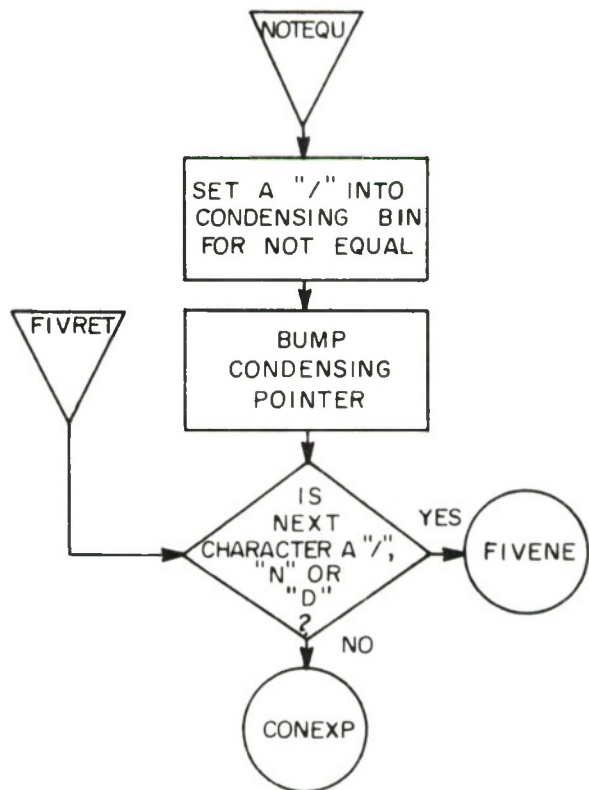 NOTEQU
SET A "/" INTO
CONDENSING BIN
FOR NOT EQUAL
FIVRET
BUMP
CONDENSING
POINTER
IS
NEXT
CHARACTER A "/",
"N" OR
"D"
?
YES
FIVENE
NO
CONEXP